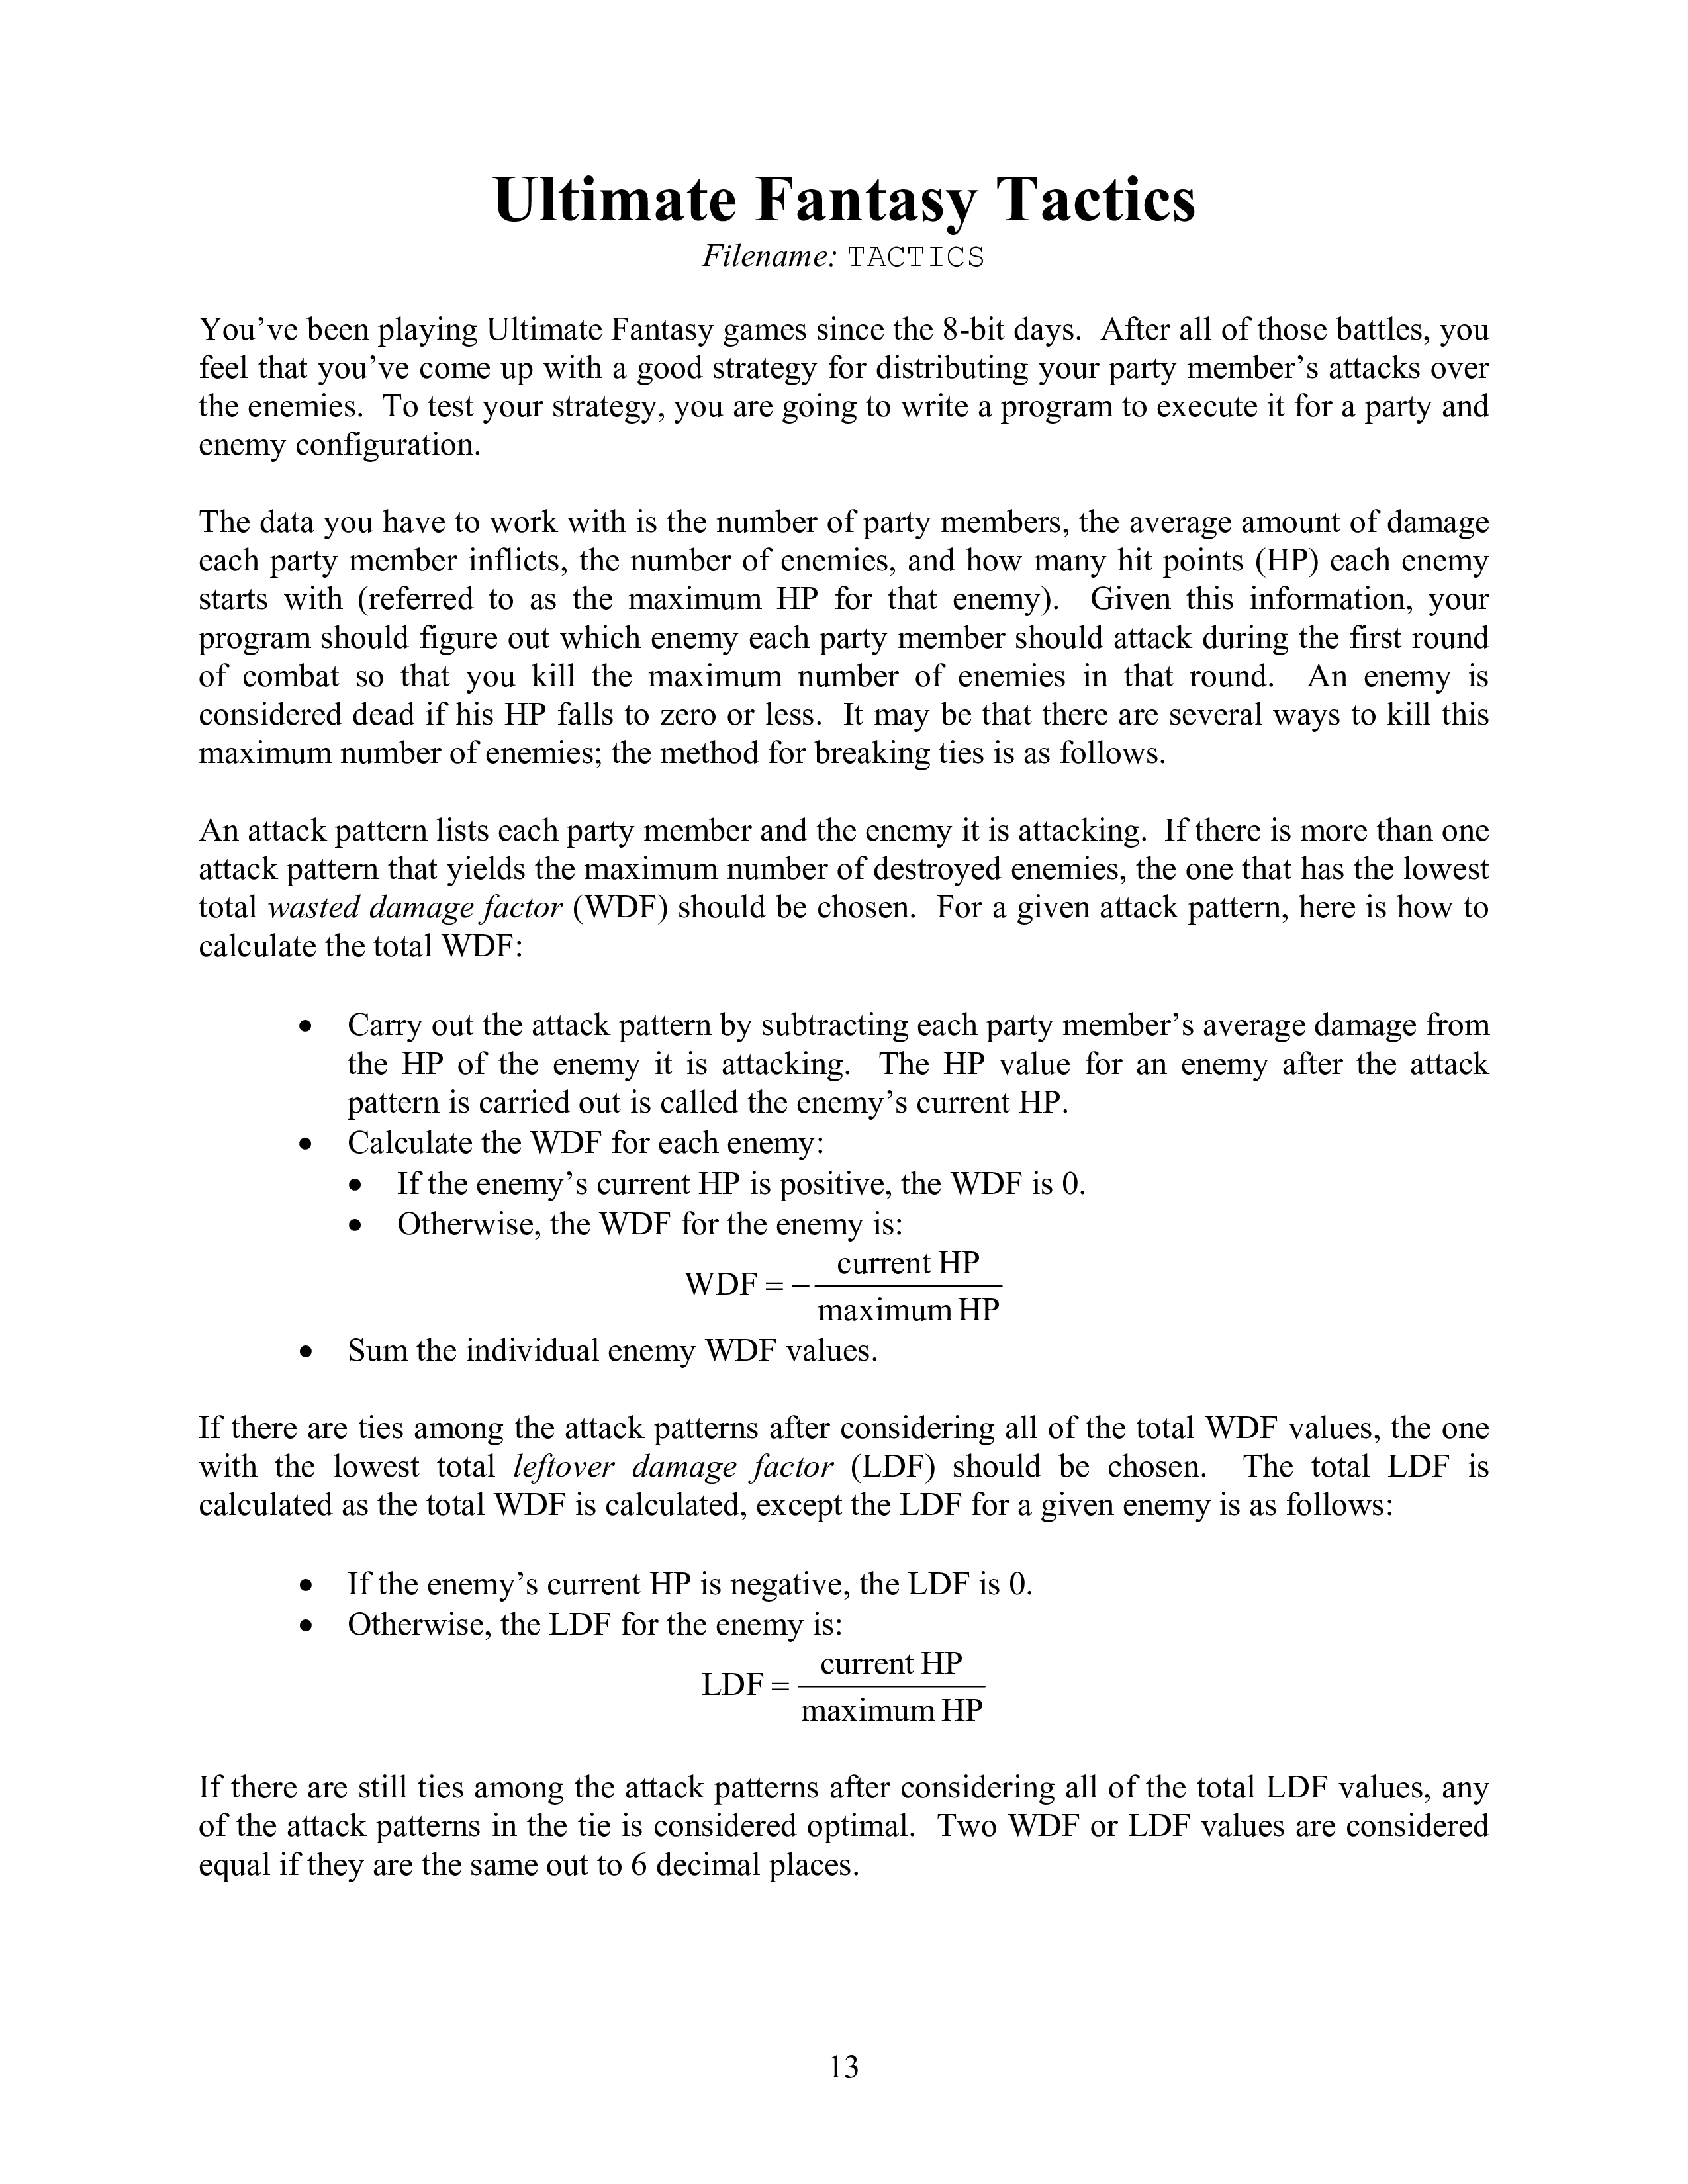 Ultimate Fantasy Tactics
Filename: TACTICS
You’ve been playing Ultimate Fantasy games since the 8-bit days.  After all of those battles, you
feel that you’ve come up with a good strategy for distributing your party member’s attacks over
the enemies.  To test your strategy, you are going to write a program to execute it for a party and
enemy configuration.
The data you have to work with is the number of party members, the average amount of damage
each party member inflicts, the number of enemies, and how many hit points (HP) each enemy
starts with (referred to as the maximum HP for that enemy).  Given this information, your
program should figure out which enemy each party member should attack during the first round
of combat so that you kill the maximum number of enemies in that round.  An enemy is
considered dead if his HP falls to zero or less.  It may be that there are several ways to kill this
maximum number of enemies; the method for breaking ties is as follows.
An attack pattern lists each party member and the enemy it is attacking.  If there is more than one
attack pattern that yields the maximum number of destroyed enemies, the one that has the lowest
total wasted damage factor (WDF) should be chosen.  For a given attack pattern, here is how to
calculate the total WDF:
• Carry out the attack pattern by subtracting each party member’s average damage from
the HP of the enemy it is attacking.  The HP value for an enemy after the attack
pattern is carried out is called the enemy’s current HP.
• Calculate the WDF for each enemy:
• If the enemy’s current HP is positive, the WDF is 0.
• Otherwise, the WDF for the enemy is:
current HP
WDF = −
maximum HP
• Sum the individual enemy WDF values.
If there are ties among the attack patterns after considering all of the total WDF values, the one
with the lowest total leftover damage factor (LDF) should be chosen.  The total LDF is
calculated as the total WDF is calculated, except the LDF for a given enemy is as follows:
• If the enemy’s current HP is negative, the LDF is 0.
• Otherwise, the LDF for the enemy is:
current HP
LDF =
maximum HP
If there are still ties among the attack patterns after considering all of the total LDF values, any
of the attack patterns in the tie is considered optimal.  Two WDF or LDF values are considered
equal if they are the same out to 6 decimal places.
13